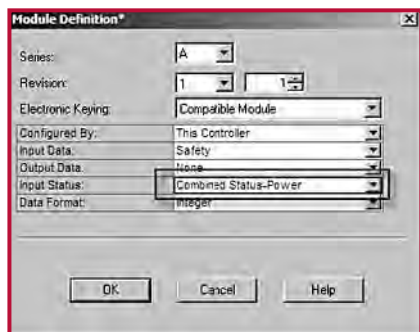 Module Definition*
Series: A
Revision: 1 1
Electronic Keying: Compatible Module
Configured By: This Controller
Input Data: Safety
Output Data: None
Input Status: Combined Status-Power
Data Format: Integer
OK Cancel Help